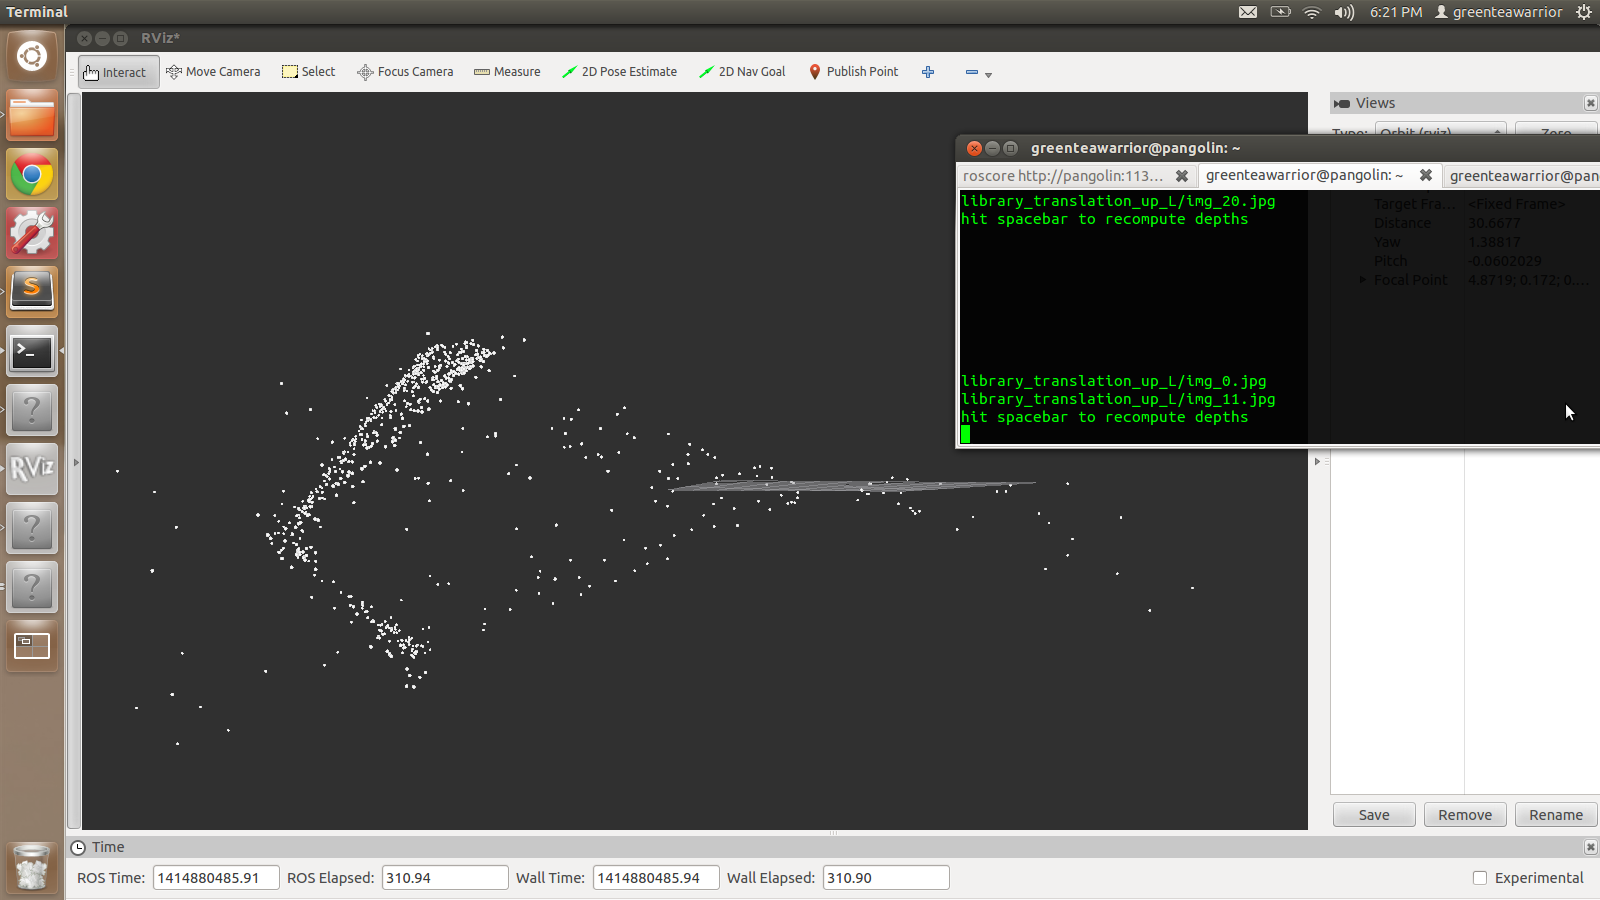 Terminal
6:21 PM
greenteawarrior
RViz*
Interact
Move Camera
Select
Focus Camera
Measure
2D Pose Estimate
2D Nav Goal
Publish Point
Views
Type: Orbit (rviz) Zero
greenteawarrior@pangolin: ~
roscore http://pangolin:113...
greenteawarrior@pangolin: ~
greenteawarrior@pan
library_translation_up_L/img_20.jpg
hit spacebar to recompute depths
Target Fra... <Fixed Frame>
Distance 30.6677
Yaw 1.38817
Pitch -0.0602029
Focal Point 4.8719; 0.172; 0....
library_translation_up_L/img_0.jpg
library_translation_up_L/img_11.jpg
hit spacebar to recompute depths
S
>_
?
RViz
?
?
Save
Remove
Rename
Time
ROS Time: 1414880485.91
ROS Elapsed: 310.94
Wall Time: 1414880485.94
Wall Elapsed: 310.90
Experimental